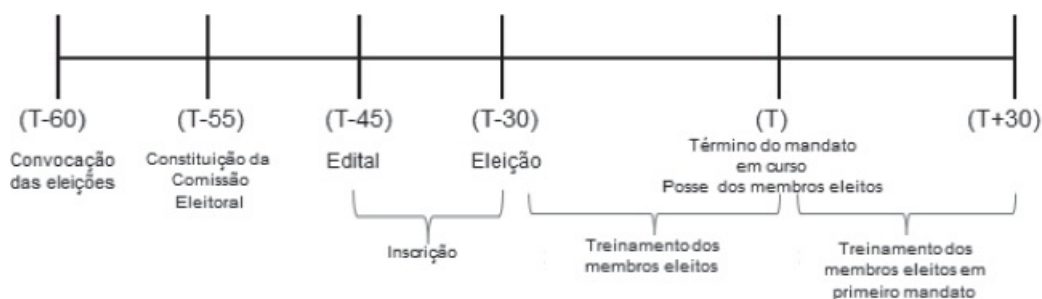 (T-60)
(T-55)
(T-45)
(T-30)
(T)
(T+30)
Convocação
das eleições
Constituição da
Comissão
Eleitoral
Edital
Eleição
Término do mandato
em curso
Posse dos membros eleitos
Inscrição
Treinamento dos
membros eleitos
Treinamento dos
membros eleitos em
primeiro mandato